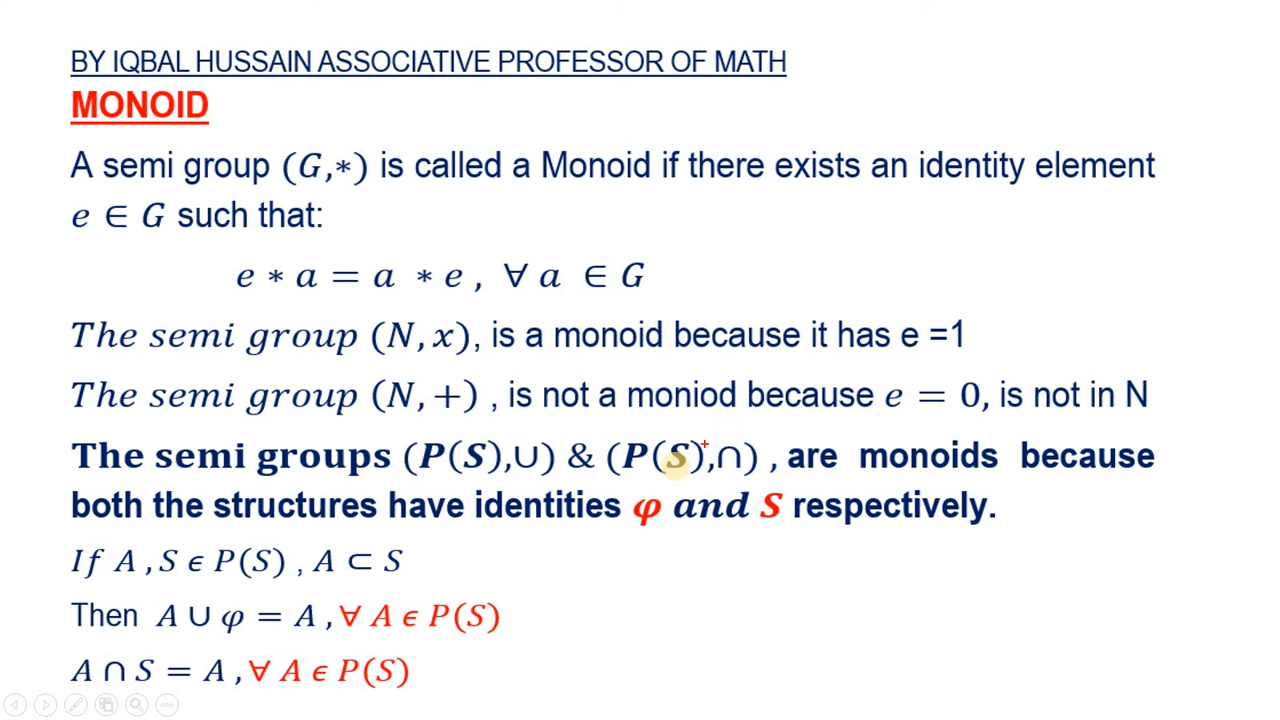 BY IQBAL HUSSAIN ASSOCIATIVE PROFESSOR OF MATH
MONOID
A semi group (G,∗) is called a Monoid if there exists an identity element
e ∈ G such that:
e ∗ a = a ∗ e , ∀ a ∈ G
The semi group (N, x), is a monoid because it has e =1
The semi group (N, +) , is not a moniod because e = 0, is not in N
The semi groups (P(S),∪) & (P(S),∩) , are monoids because
both the structures have identities φ and S respectively.
If A , S ϵ P(S) , A ⊂ S
Then A ∪ φ = A , ∀ A ϵ P(S)
A ∩ S = A , ∀ A ϵ P(S)